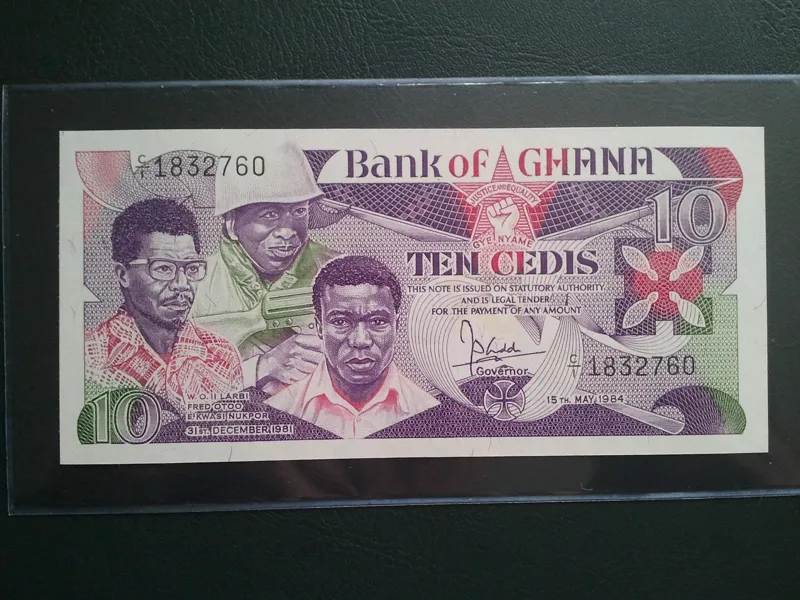 Bank of GHANA
C/1 1832760
10
JUSTICE AND EQUALITY
GYE NYAME
TEN CEDIS
THIS NOTE IS ISSUED ON STATUTORY AUTHORITY
AND IS LEGAL TENDER
FOR THE PAYMENT OF ANY AMOUNT
Governor
C/1 1832760
15TH. MAY, 1984
W.O. II LARBI
FRED OTOO
E. KWASI NUKPOR
31ST. DECEMBER, 1981
10